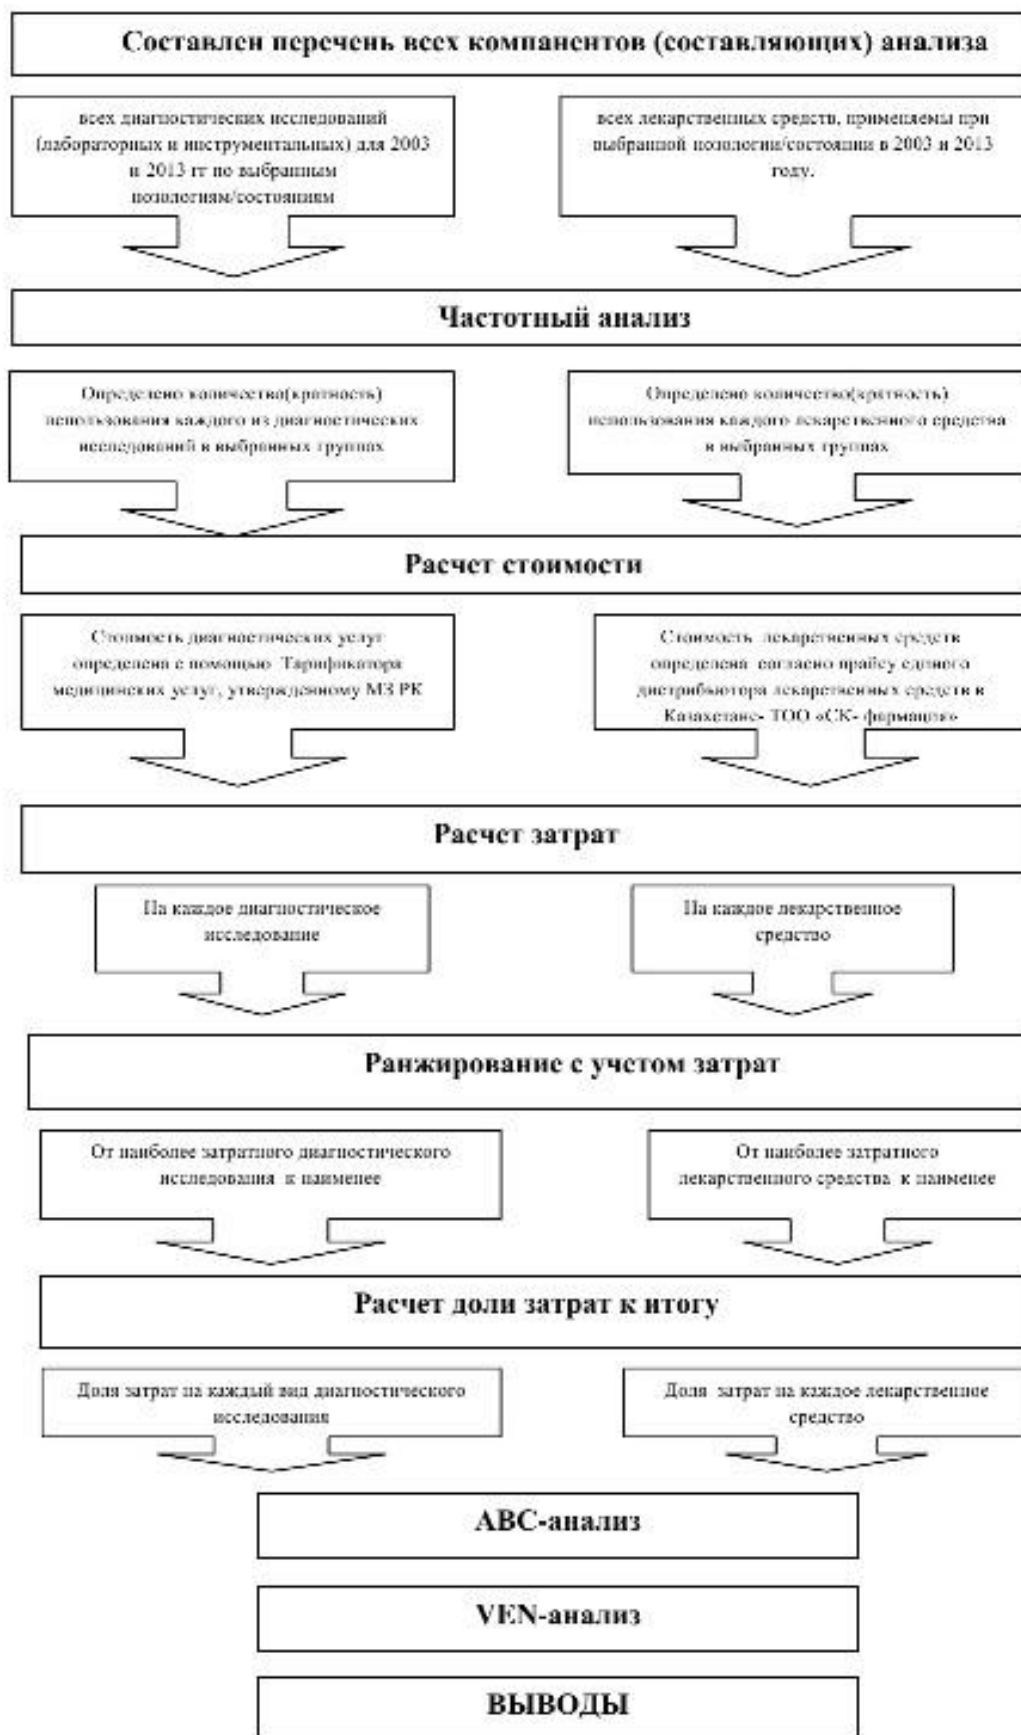 Составлен перечень всех компанентов (составляющих) анализа
всех диагностических исследований
(лабораторных и инструментальных) для 2003
и 2013 гг по выбранным
нозологиям/состояниям
всех лекарственных средств, применяемы при
выбранной нозологии/состоянии в 2003 и 2013
году.
Частотный анализ
Определено количество(кратность)
использования каждого из диагностических
исследований в выбранных группах
Определено количество(кратность)
использования каждого лекарственного средства
в выбранных группах
Расчет стоимости
Стоимость диагностических услуг
определена с помощью Тарификатора
медицинских услуг, утвержденному МЗ РК
Стоимость лекарственных средств
определена согласно прайсу единого
дистрибьютора лекарственных средств в
Казахстане- ТОО «СК- фармация»
Расчет затрат
На каждое диагностическое
исследование
На каждое лекарственное
средство
Ранжирование с учетом затрат
От наиболее затратного диагностического
исследования к наименее
От наиболее затратного
лекарственного средства к наименее
Расчет доли затрат к итогу
Доля затрат на каждый вид диагностического
исследования
Доля затрат на каждое лекарственное
средство
ABC-анализ
VEN-анализ
ВЫВОДЫ